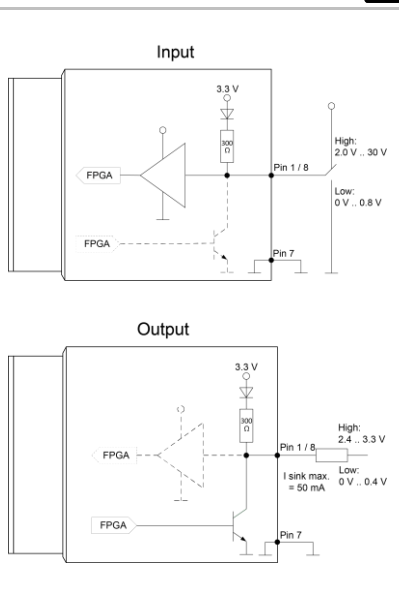 Input
3.3 V
300
Ω
High:
2.0 V .. 30 V
FPGA
Pin 1 / 8
Low:
0 V .. 0.8 V
FPGA
Pin 7
Output
3.3 V
300
Ω
High:
2.4 .. 3.3 V
Pin 1 / 8
FPGA
I sink max.
= 50 mA
Low:
0 V .. 0.4 V
FPGA
Pin 7